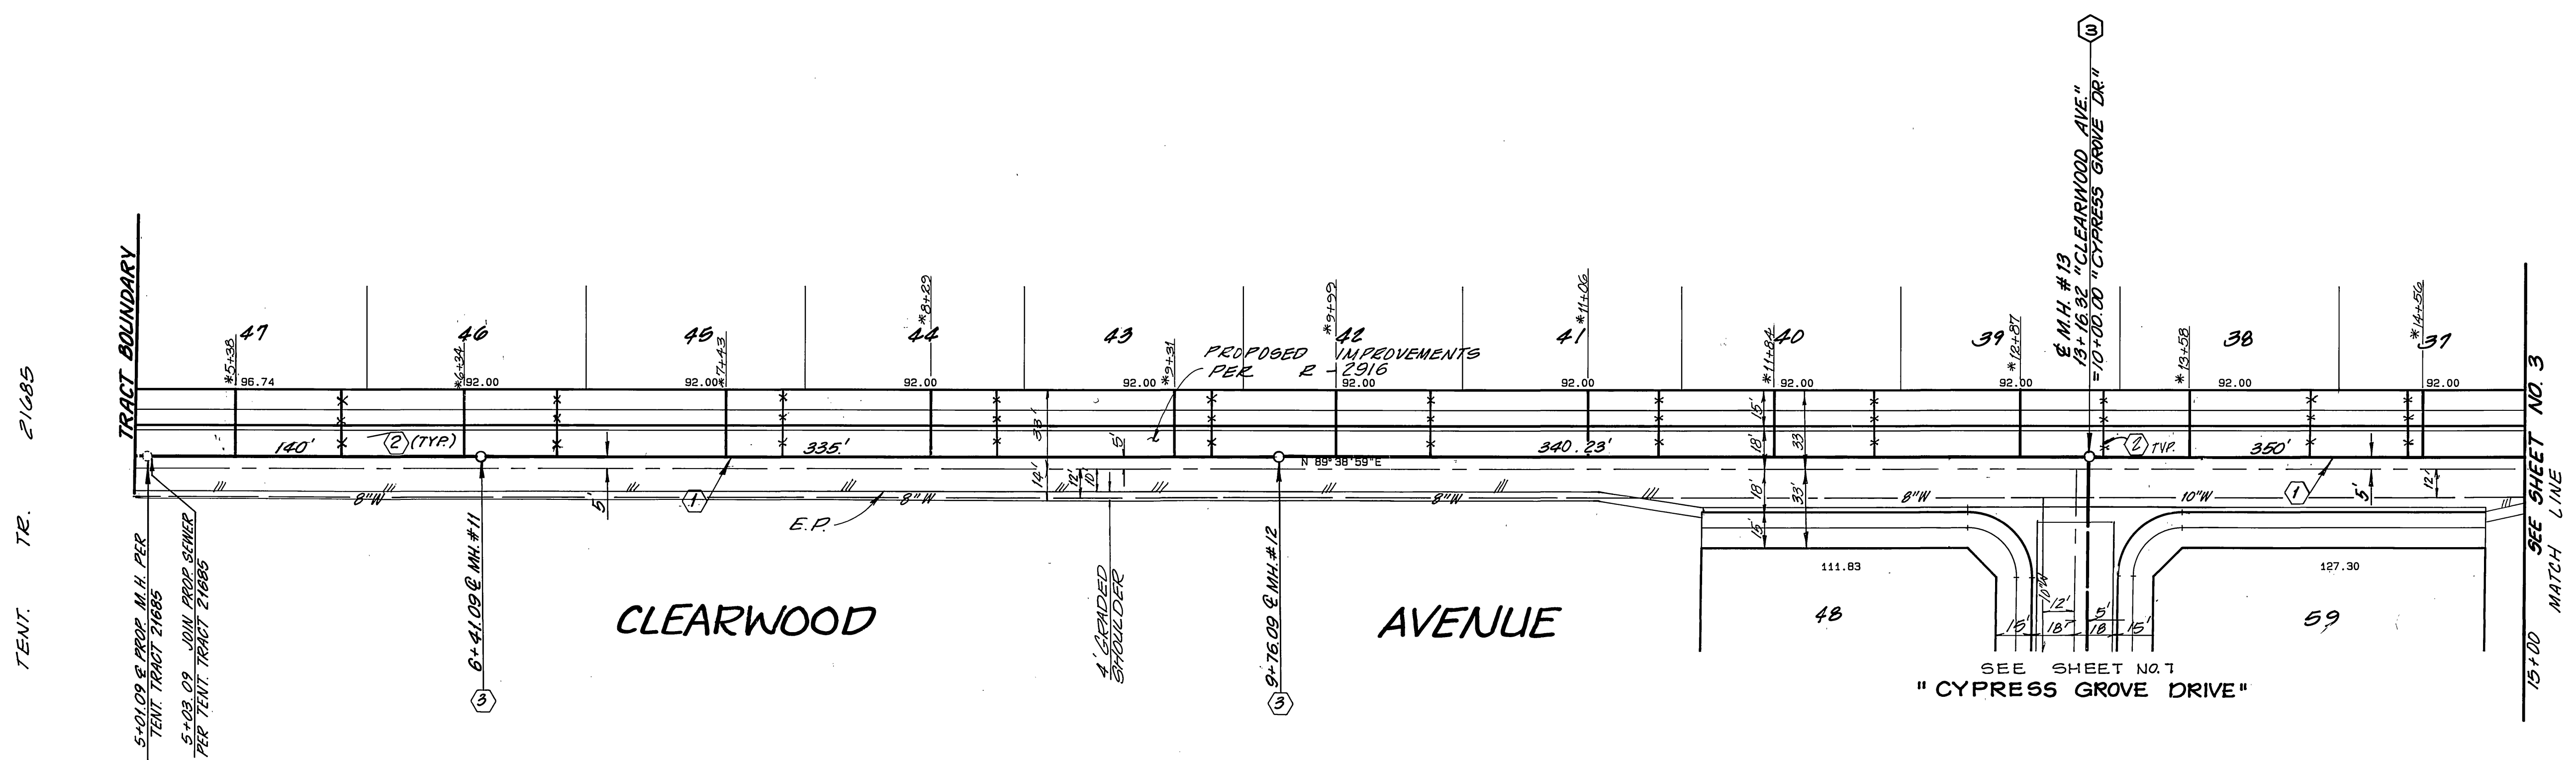 3
℄ M.H. #13
13+16.32 "CLEARWOOD AVE."
=10+00.00 "CYPRESS GROVE DR."
TENT. TR. 21685
TRACT BOUNDARY
47
46
45
44
43
42
41
40
39
38
37
*5+38
*6+34
*7+43
*8+29
*9+31
*9+99
*11+06
*11+84
*12+87
*13+58
*14+56
PROPOSED IMPROVEMENTS
PER R-2916
96.74
92.00
92.00
92.00
92.00
92.00
92.00
92.00
92.00
92.00
92.00
140'
2 (TYP.)
335'
33'
5'
340.23'
15'
18'
33
2 TYP.
350'
N 89°38'59"E
14'
12'
10'
5'
1
8"W
8"W
8"W
8"W
10"W
18'
33'
15'
1
5'
12'
E.P.
5+01.09 ℄ PROP. M.H. PER
TENT. TRACT 21685
5+03.09 JOIN PROP. SEWER
PER TENT. TRACT 21685
6+41.09 ℄ MH. #11
3
CLEARWOOD AVENUE
4' GRADED
SHOULDER
9+76.09 ℄ MH. #12
3
111.83
48
10"W
12'
5'
15'
18'
18
15'
127.30
59
SEE SHEET NO. 7
"CYPRESS GROVE DRIVE"
SEE SHEET NO. 3
MATCH LINE
15+00